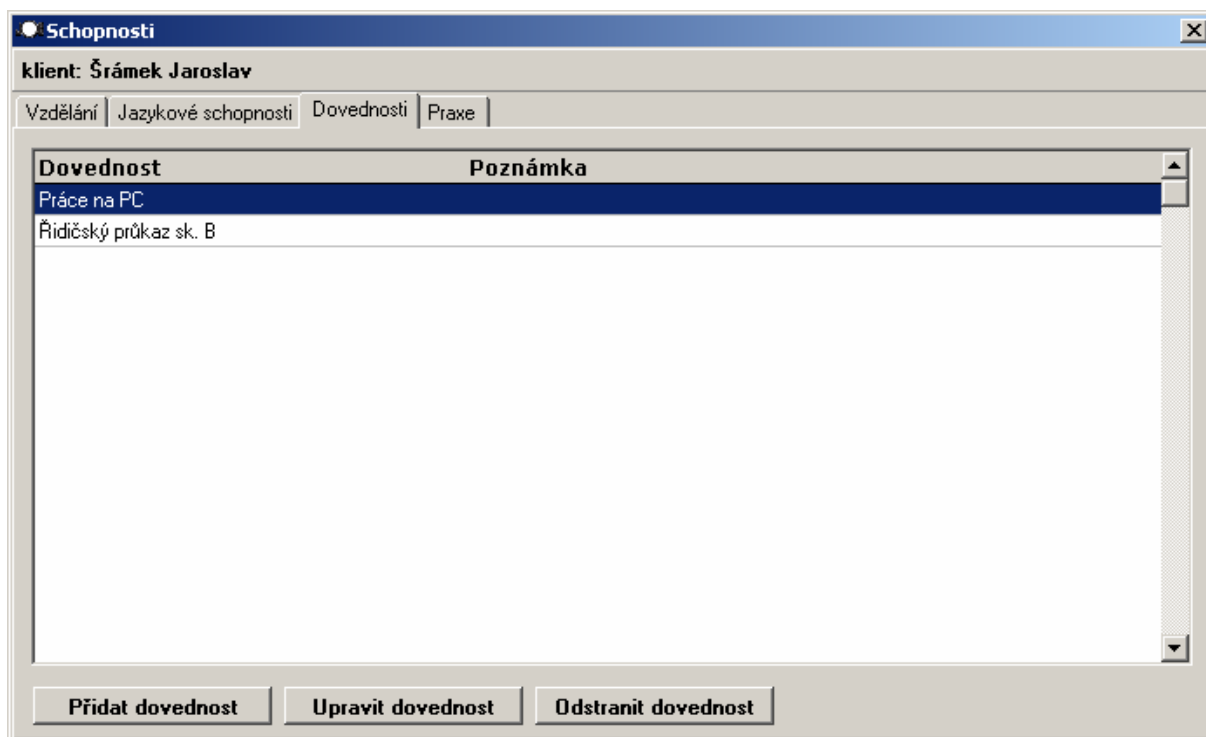 Schopnosti
klient: Šrámek Jaroslav
Vzdělání Jazykové schopnosti Dovednosti Praxe
Dovednost Poznámka
Práce na PC
Řidičský průkaz sk. B
Přidat dovednost Upravit dovednost Odstranit dovednost